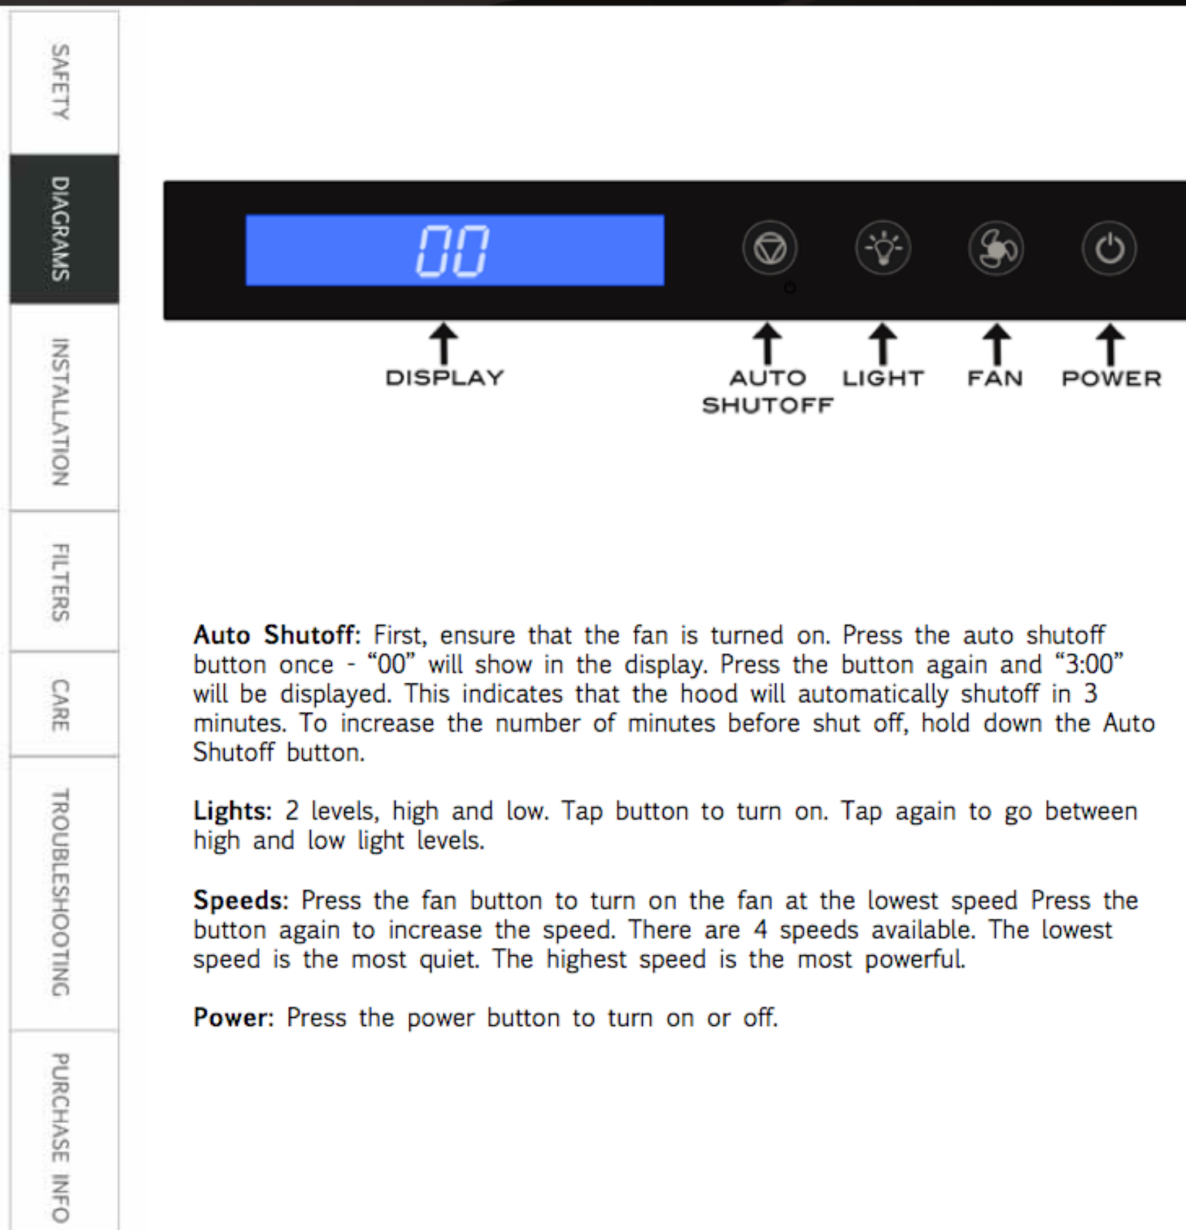 SAFETY
DIAGRAMS
INSTALLATION
FILTERS
CARE
TROUBLESHOOTING
PURCHASE INFO
00
DISPLAY
AUTO
SHUTOFF
LIGHT
FAN
POWER
Auto Shutoff: First, ensure that the fan is turned on. Press the auto shutoff
button once - “00” will show in the display. Press the button again and “3:00”
will be displayed. This indicates that the hood will automatically shutoff in 3
minutes. To increase the number of minutes before shut off, hold down the Auto
Shutoff button.
Lights: 2 levels, high and low. Tap button to turn on. Tap again to go between
high and low light levels.
Speeds: Press the fan button to turn on the fan at the lowest speed Press the
button again to increase the speed. There are 4 speeds available. The lowest
speed is the most quiet. The highest speed is the most powerful.
Power: Press the power button to turn on or off.